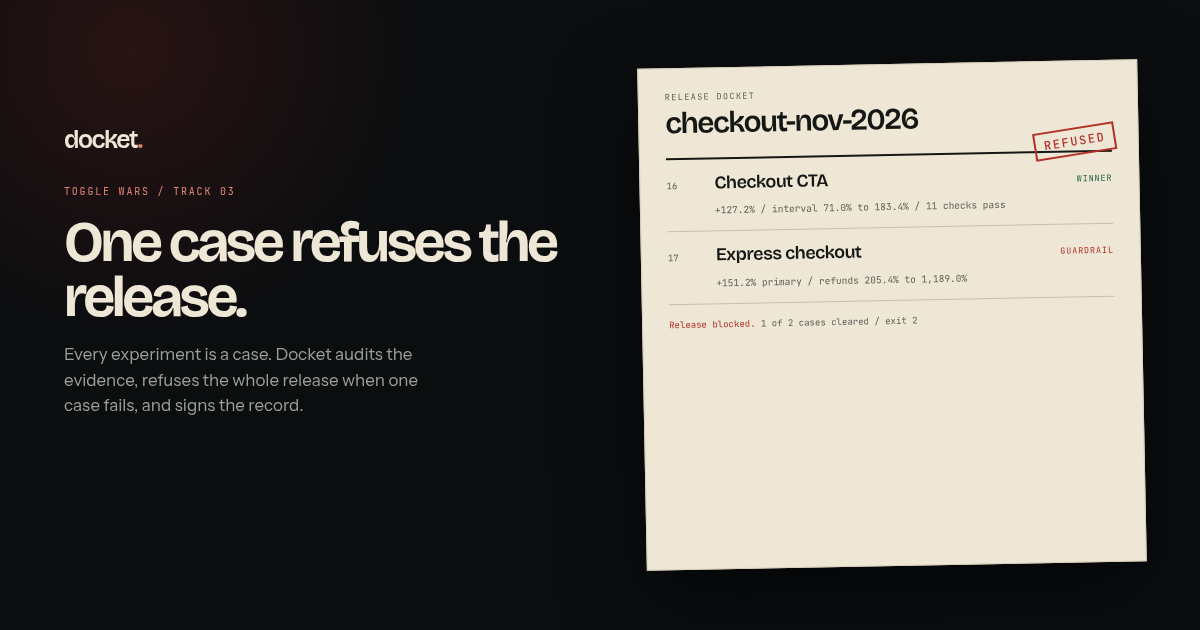 docket.
TOGGLE WARS / TRACK 03
One case refuses the
release.
Every experiment is a case. Docket audits the
evidence, refuses the whole release when one
case fails, and signs the record.
RELEASE DOCKET
checkout-nov-2026
REFUSED
16 Checkout CTA WINNER
+127.2% / interval 71.0% to 183.4% / 11 checks pass
17 Express checkout GUARDRAIL
+151.2% primary / refunds 205.4% to 1,189.0%
Release blocked. 1 of 2 cases cleared / exit 2